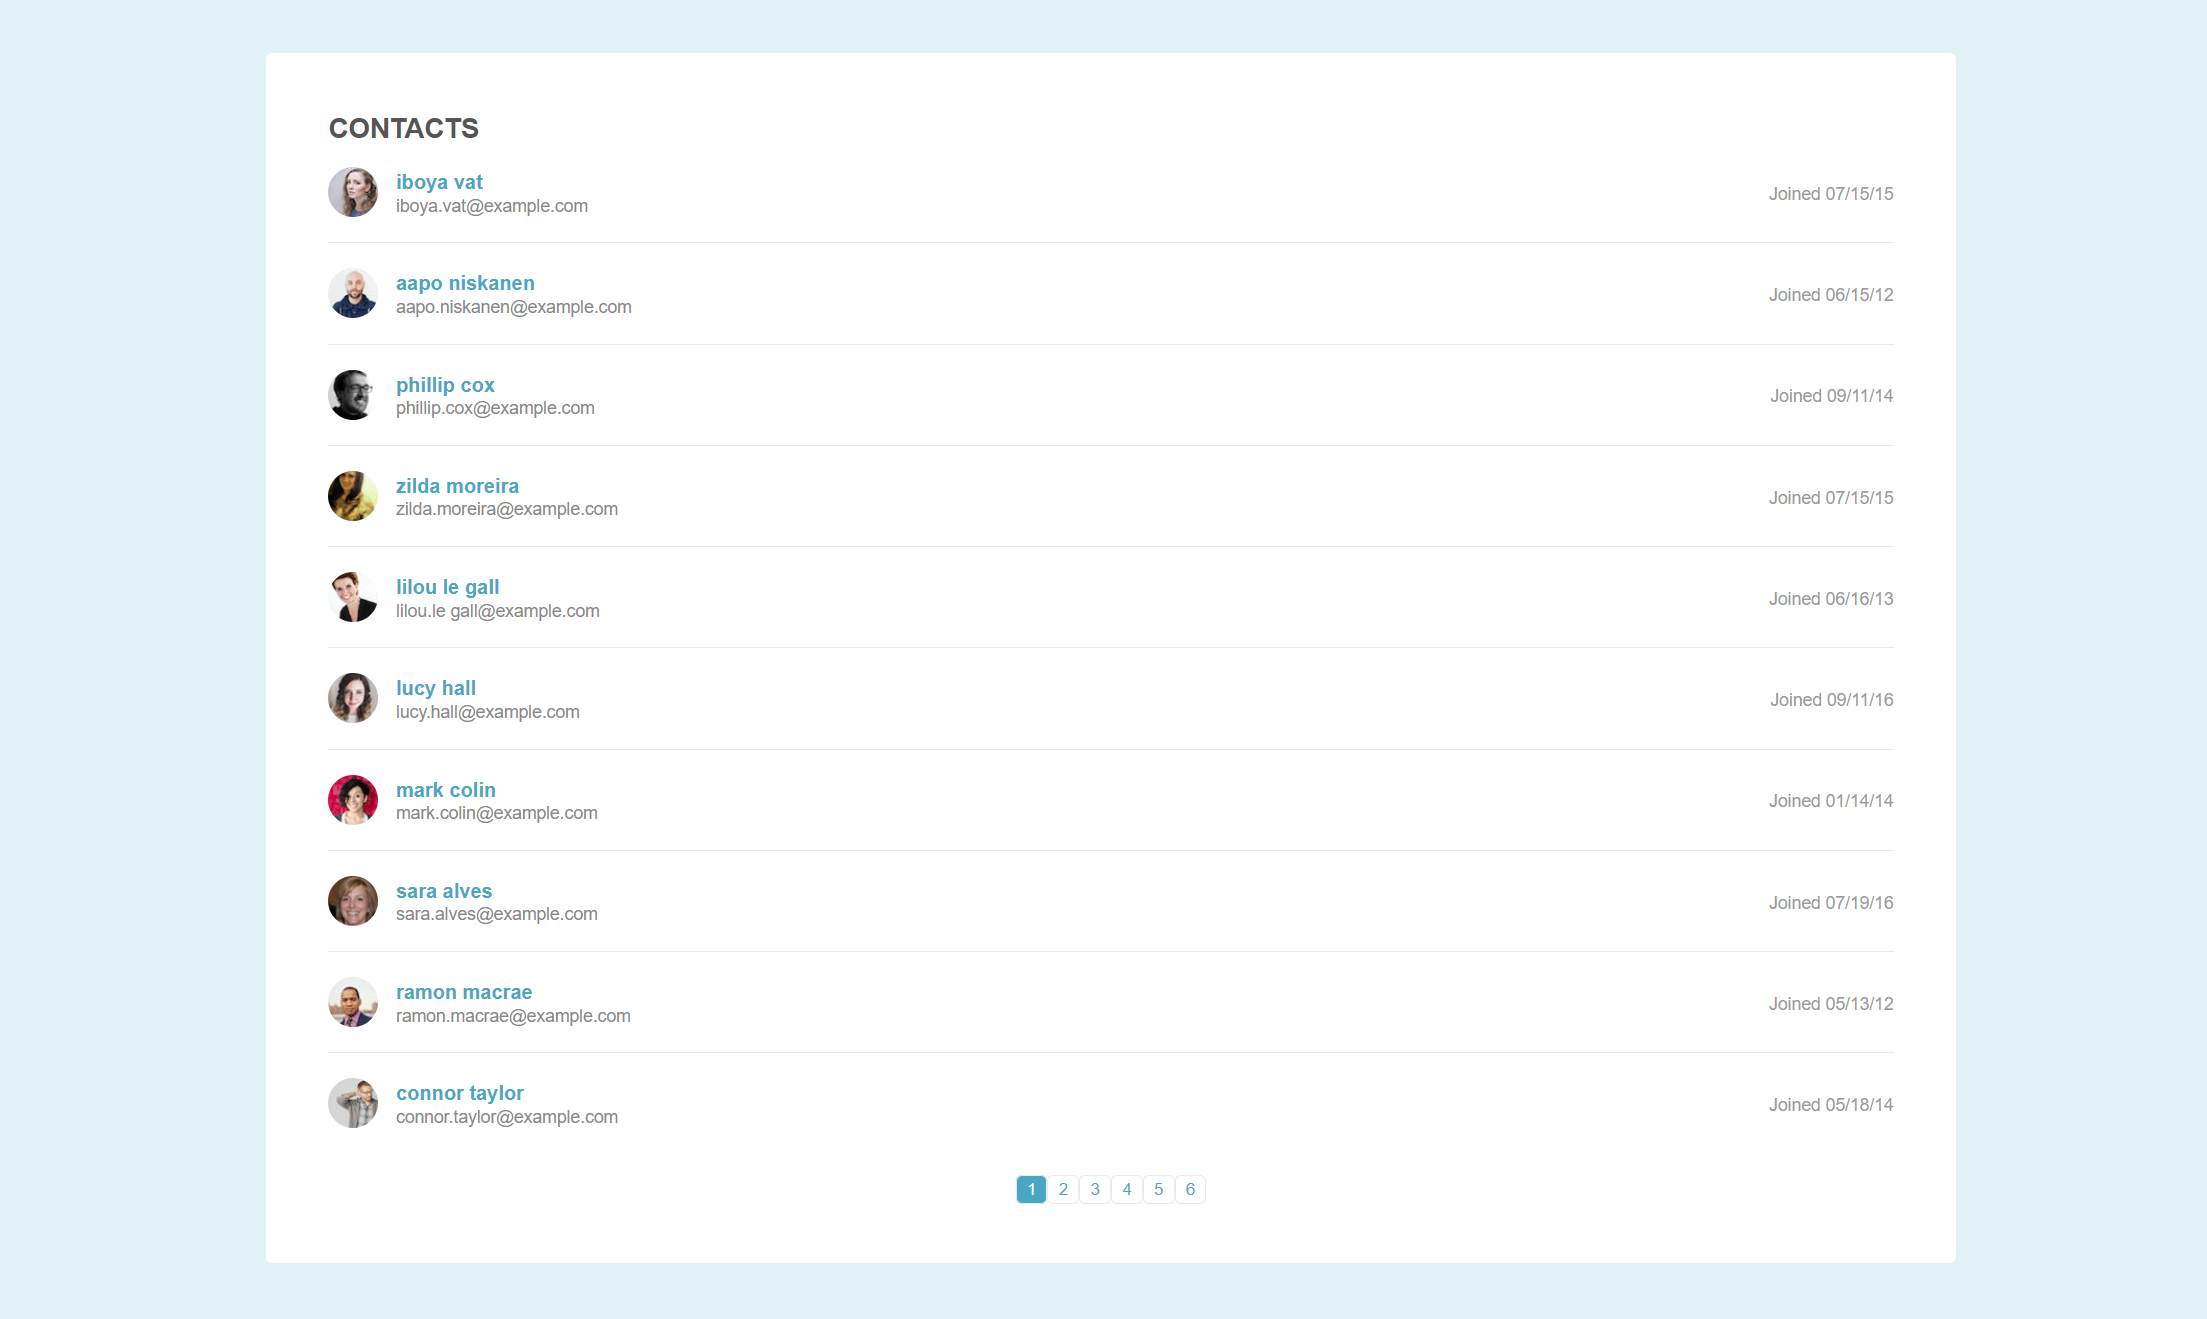 CONTACTS
iboya vat
iboya.vat@example.com
Joined 07/15/15
aapo niskanen
aapo.niskanen@example.com
Joined 06/15/12
phillip cox
phillip.cox@example.com
Joined 09/11/14
zilda moreira
zilda.moreira@example.com
Joined 07/15/15
lilou le gall
lilou.le gall@example.com
Joined 06/16/13
lucy hall
lucy.hall@example.com
Joined 09/11/16
mark colin
mark.colin@example.com
Joined 01/14/14
sara alves
sara.alves@example.com
Joined 07/19/16
ramon macrae
ramon.macrae@example.com
Joined 05/13/12
connor taylor
connor.taylor@example.com
Joined 05/18/14
1 2 3 4 5 6